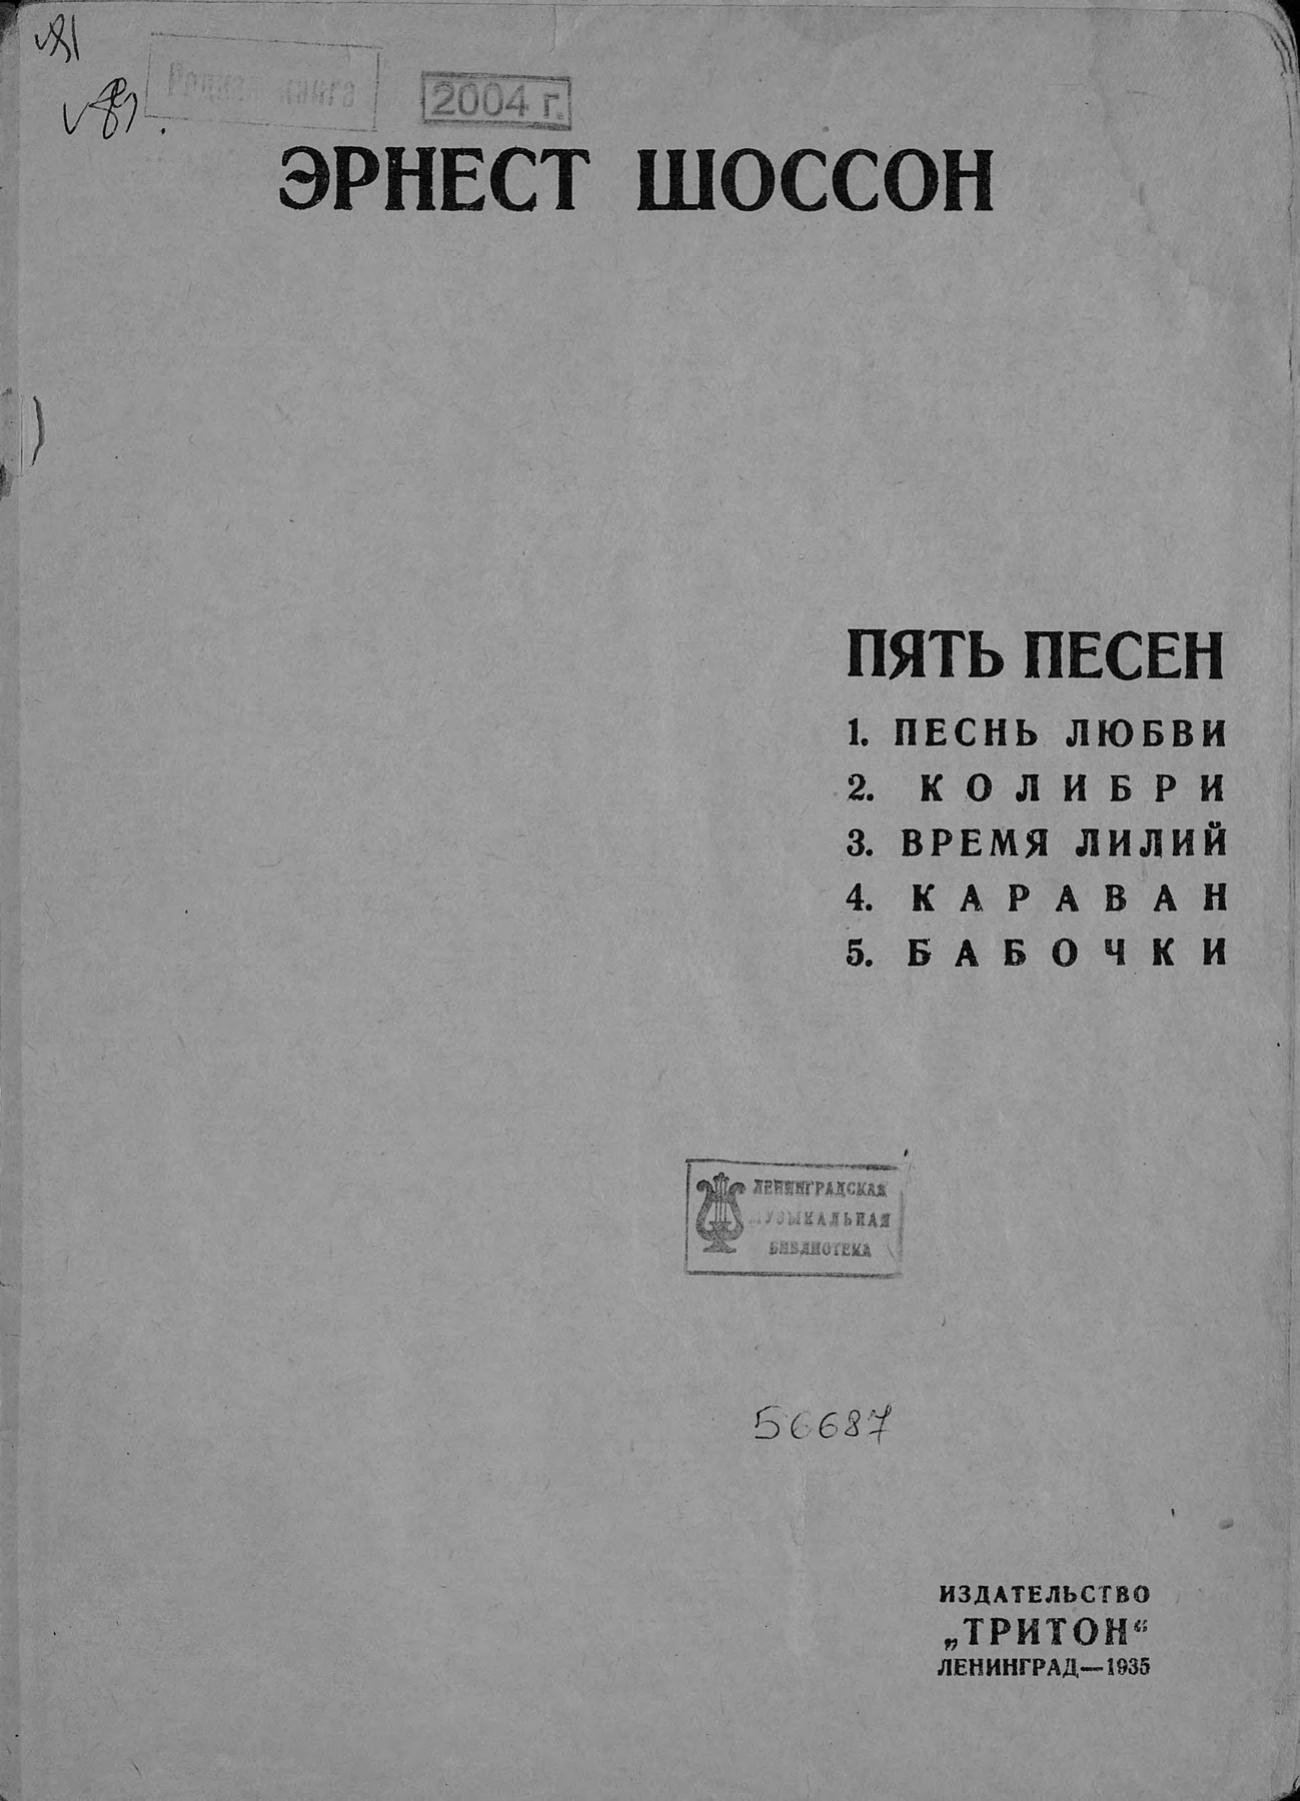 2004 г.
ЭРНЕСТ ШОССОН
ПЯТЬ ПЕСЕН
1. ПЕСНЬ ЛЮБВИ
2. КОЛИБРИ
3. ВРЕМЯ ЛИЛИЙ
4. КАРАВАН
5. БАБОЧКИ
ЛЕНИНГРАДСКАЯ
МУЗЫКАЛЬНАЯ
БИБЛИОТЕКА
56687
ИЗДАТЕЛЬСТВО
„ТРИТОН“
ЛЕНИНГРАД—1935